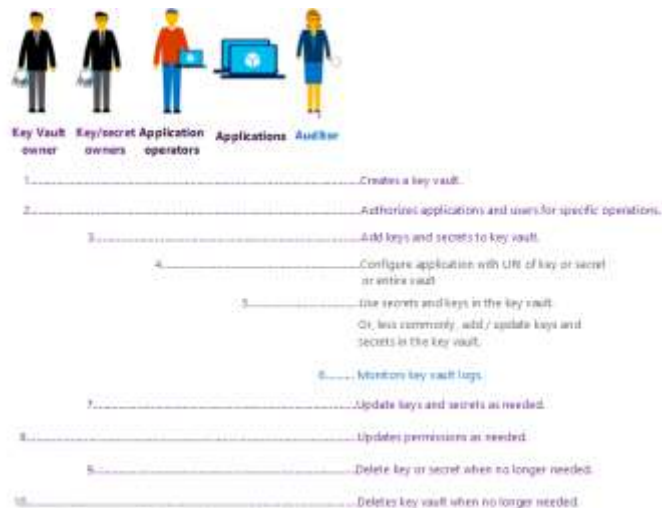 Key Vault owner
Key/secret owners
Application operators
Applications
Auditor
1 Creates a key vault.
2 Authorizes applications and users for specific operations.
3 Add keys and secrets to key vault.
4 Configure application with URI of key or secret
or entire vault
5 Use secrets and keys in the key vault.
Or, less commonly, add / update keys and
secrets in the key vault.
6 Monitors key vault logs.
7 Update keys and secrets as needed.
8 Updates permissions as needed.
9 Delete key or secret when no longer needed.
10 Deletes key vault when no longer needed.